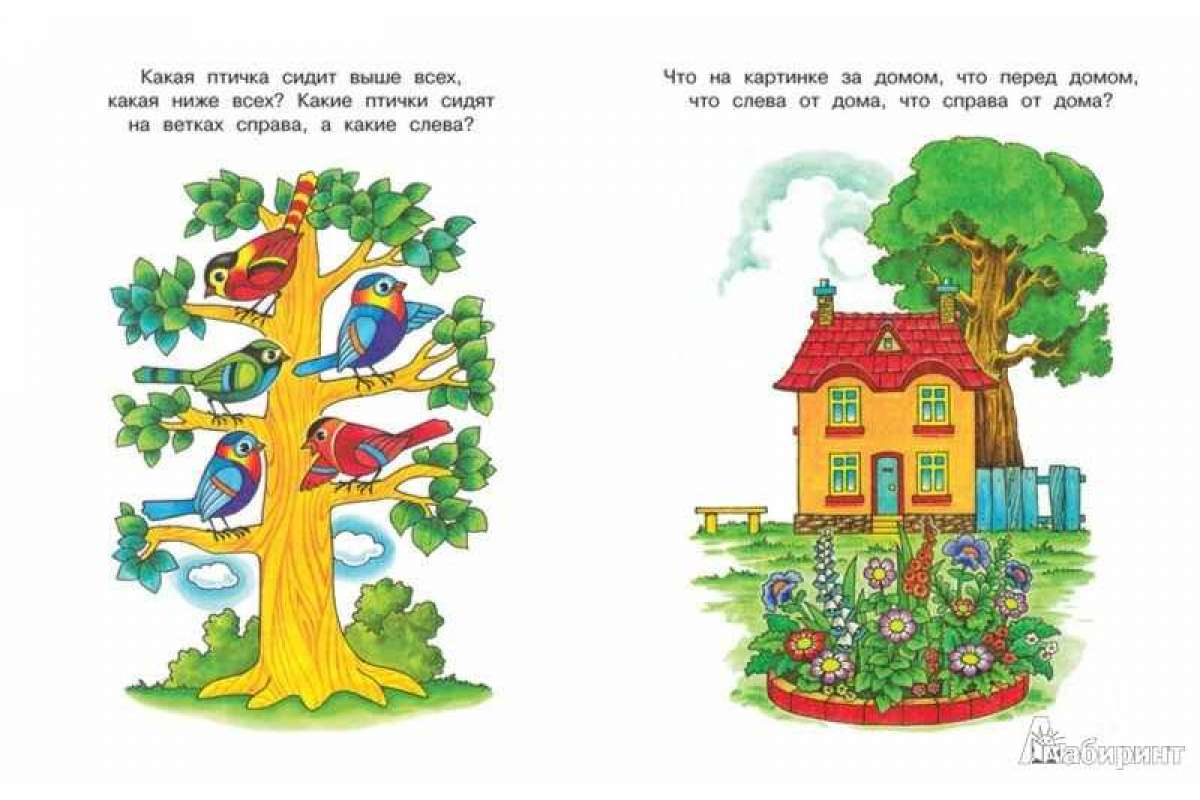 Какая птичка сидит выше всех,
какая ниже всех? Какие птички сидят
на ветках справа, а какие слева?
Что на картинке за домом, что перед домом,
что слева от дома, что справа от дома?
Лабиринт